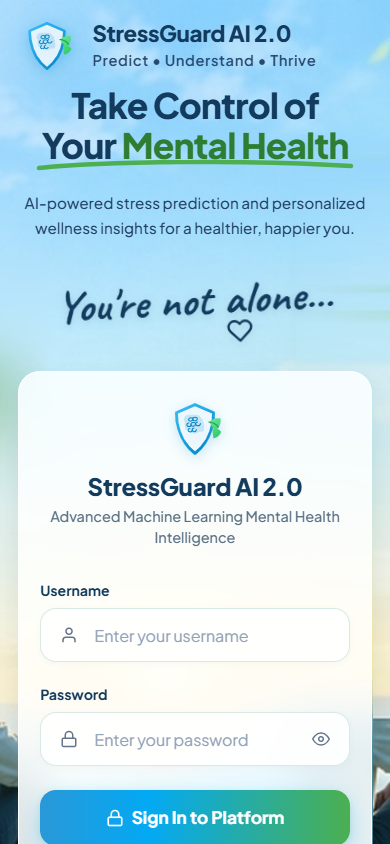 StressGuard AI 2.0
Predict • Understand • Thrive
Take Control of
Your Mental Health
AI-powered stress prediction and personalized
wellness insights for a healthier, happier you.
You're not alone...
StressGuard AI 2.0
Advanced Machine Learning Mental Health
Intelligence
Username
Enter your username
Password
Enter your password
Sign In to Platform